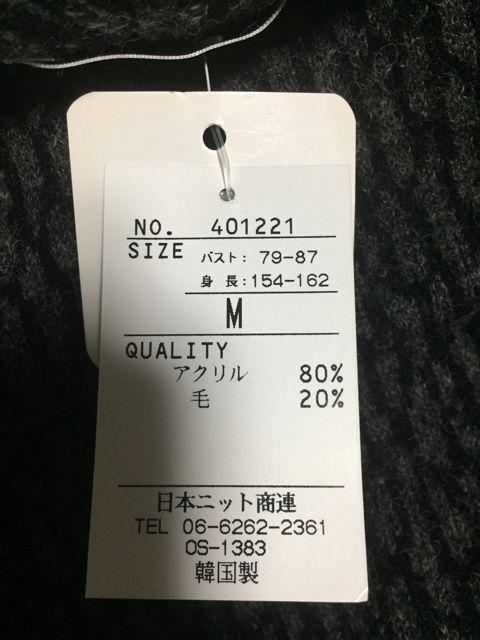 NO. 401221
SIZE バスト: 79-87
身長:154-162
M
QUALITY
アクリル 80%
毛 20%
日本ニット商連
TEL 06-6262-2361
OS-1383
韓国製